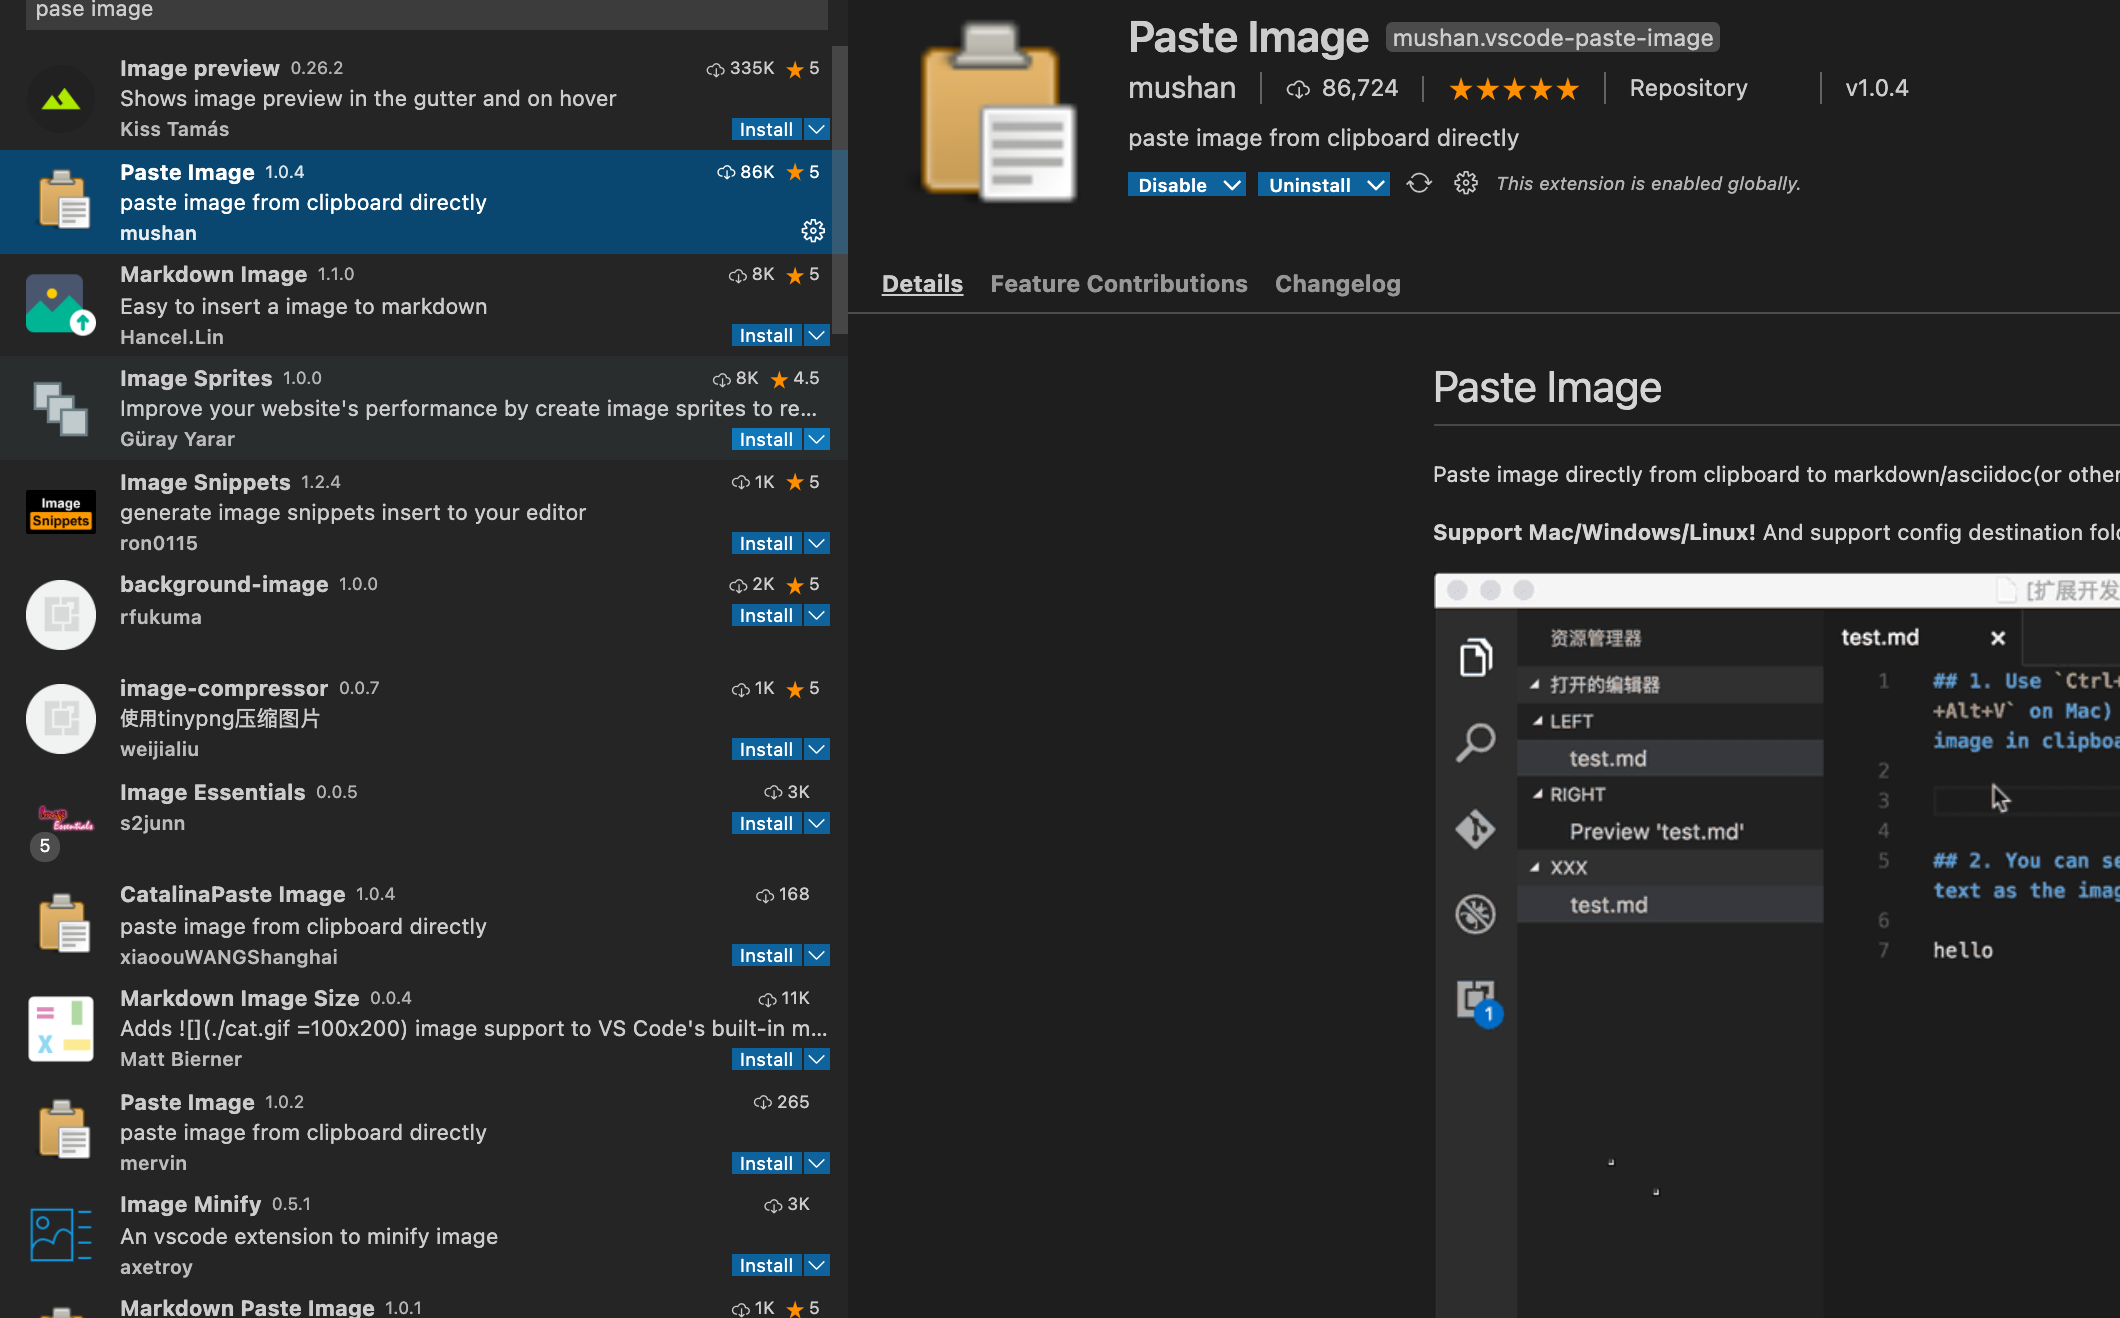 pase image
Image preview 0.26.2 335K 5
Shows image preview in the gutter and on hover
Kiss Tamás Install
Paste Image 1.0.4 86K 5
paste image from clipboard directly
mushan
Markdown Image 1.1.0 8K 5
Easy to insert a image to markdown
Hancel.Lin Install
Image Sprites 1.0.0 8K 4.5
Improve your website's performance by create image sprites to re...
Güray Yarar Install
Image Snippets 1.2.4 1K 5
Image
Snippets
generate image snippets insert to your editor
ron0115 Install
background-image 1.0.0 2K 5
rfukuma Install
image-compressor 0.0.7 1K 5
使用tinypng压缩图片
weijialiu Install
Image Essentials 0.0.5 3K
s2junn Install
5
CatalinaPaste Image 1.0.4 168
paste image from clipboard directly
xiaoouWANGShanghai Install
Markdown Image Size 0.0.4 11K
Adds ![](./cat.gif =100x200) image support to VS Code's built-in m...
Matt Bierner Install
Paste Image 1.0.2 265
paste image from clipboard directly
mervin Install
Image Minify 0.5.1 3K
An vscode extension to minify image
axetroy Install
Markdown Paste Image 1.0.1 1K 5
Paste Image mushan.vscode-paste-image
mushan 86,724 Repository v1.0.4
paste image from clipboard directly
Disable Uninstall This extension is enabled globally.
Details Feature Contributions Changelog
Paste Image
Paste image directly from clipboard to markdown/asciidoc(or other
Support Mac/Windows/Linux! And support config destination fol
[扩展开发
资源管理器
打开的编辑器
LEFT
test.md
RIGHT
Preview 'test.md'
XXX
test.md
1
test.md
1 ## 1. Use `Ctrl+
+Alt+V` on Mac)
image in clipboa
2
3
4
5 ## 2. You can se
text as the imag
6
7 hello